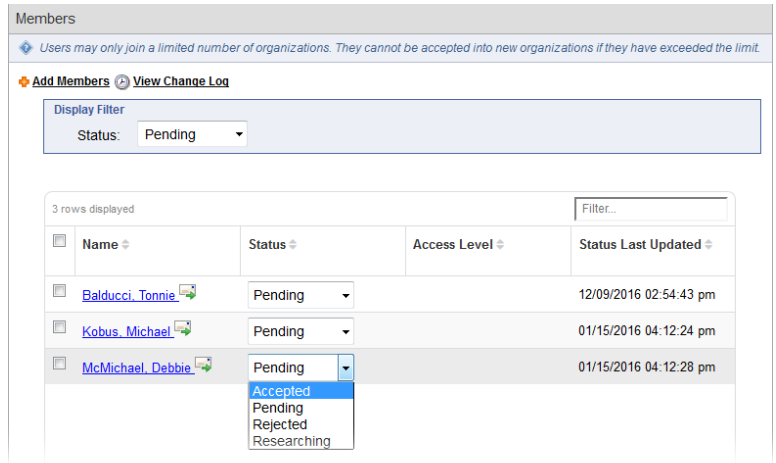 Members
Users may only join a limited number of organizations. They cannot be accepted into new organizations if they have exceeded the limit.
Add Members View Change Log
Display Filter
Status: Pending
3 rows displayed Filter...
Name Status Access Level Status Last Updated
Balducci, Tonnie Pending 12/09/2016 02:54:43 pm
Kobus, Michael Pending 01/15/2016 04:12:24 pm
McMichael, Debbie Pending 01/15/2016 04:12:28 pm
Accepted
Pending
Rejected
Researching